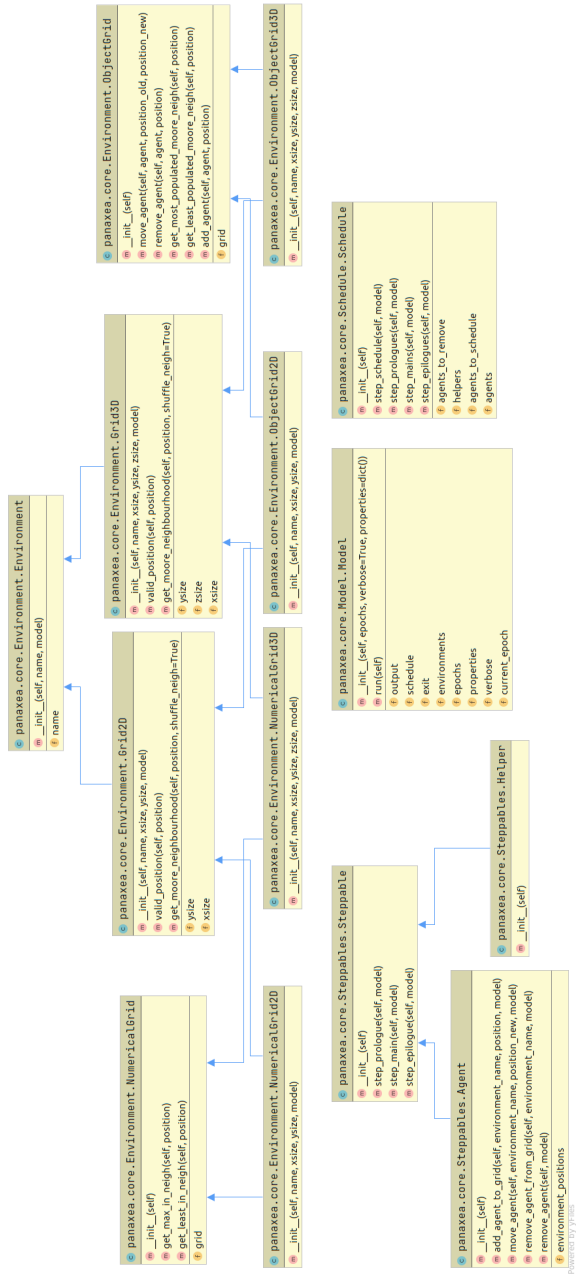 panaxea.core.Environment.Environment
__init__(self, name, model)
name
panaxea.core.Environment.NumericalGrid
__init__(self)
get_max_in_neigh(self, position)
get_least_in_neigh(self, position)
grid
panaxea.core.Environment.Grid2D
__init__(self, name, xsize, ysize, model)
valid_position(self, position)
get_moore_neighbourhood(self, position, shuffle_neigh=True)
ysize
xsize
panaxea.core.Environment.Grid3D
__init__(self, name, xsize, ysize, zsize, model)
valid_position(self, position)
get_moore_neighbourhood(self, position, shuffle_neigh=True)
ysize
zsize
xsize
panaxea.core.Environment.ObjectGrid
__init__(self)
move_agent(self, agent, position_old, position_new)
remove_agent(self, agent, position)
get_most_populated_moore_neigh(self, position)
get_least_populated_moore_neigh(self, position)
add_agent(self, agent, position)
grid
panaxea.core.Environment.NumericalGrid2D
__init__(self, name, xsize, ysize, model)
panaxea.core.Environment.NumericalGrid3D
__init__(self, name, xsize, ysize, zsize, model)
panaxea.core.Environment.ObjectGrid2D
__init__(self, name, xsize, ysize, model)
panaxea.core.Environment.ObjectGrid3D
__init__(self, name, xsize, ysize, zsize, model)
panaxea.core.Steppables.Steppable
__init__(self)
step_prologue(self, model)
step_main(self, model)
step_epilogue(self, model)
panaxea.core.Model.Model
__init__(self, epochs, verbose=True, properties=dict())
run(self)
output
schedule
exit
environments
epochs
properties
verbose
current_epoch
panaxea.core.Schedule.Schedule
__init__(self)
step_schedule(self, model)
step_prologues(self, model)
step_mains(self, model)
step_epilogues(self, model)
agents_to_remove
helpers
agents_to_schedule
agents
panaxea.core.Steppables.Agent
__init__(self)
add_agent_to_grid(self, environment_name, position, model)
move_agent(self, environment_name, position_new, model)
remove_agent_from_grid(self, environment_name, model)
remove_agent(self, model)
environment_positions
panaxea.core.Steppables.Helper
__init__(self)
Powered by yFiles